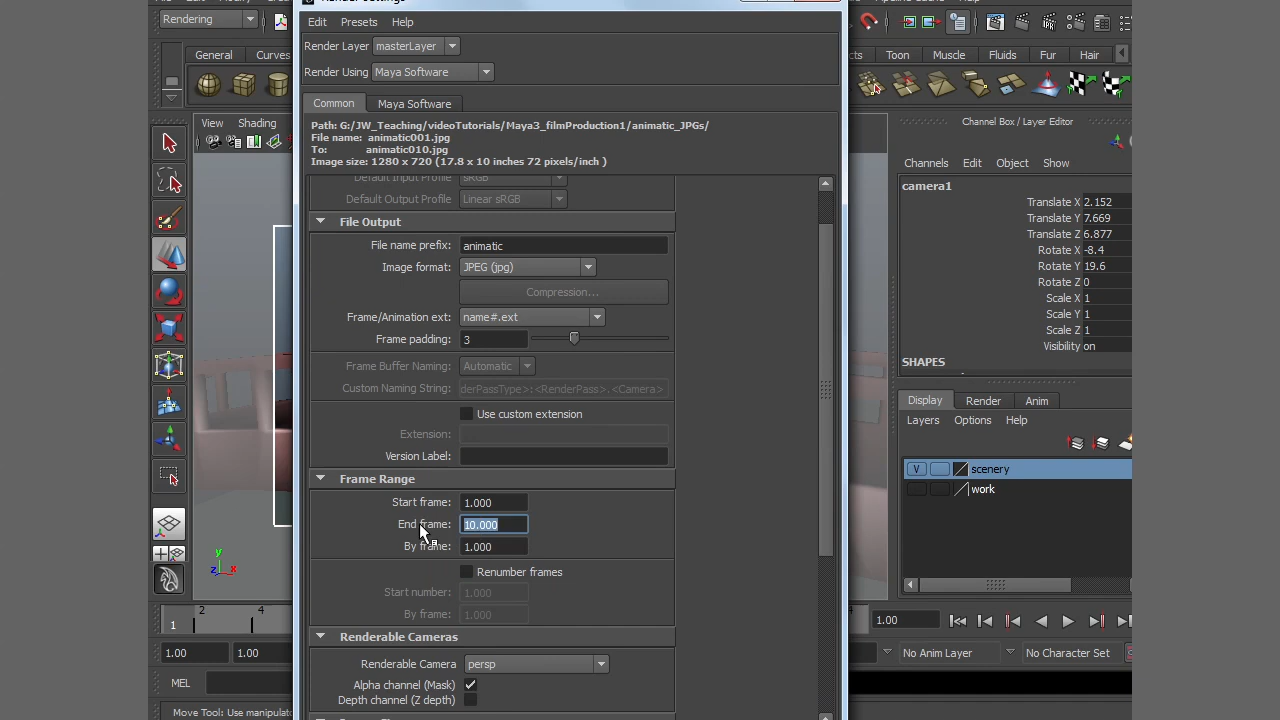 Edit Presets Help
Rendering
Render Layer masterLayer
Render Using Maya Software
General Curves
Toon Muscle Fluids Fur Hair
Common Maya Software
View Shading
Channel Box / Layer Editor
Path: G:/JW_Teaching/videoTutorials/Maya3_filmProduction1/animatic_JPGs/
File name: animatic001.jpg
To: animatic010.jpg
Image size: 1280 x 720 (17.8 x 10 inches 72 pixels/inch )
Channels Edit Object Show
camera1
Translate X 2.152
Translate Y 7.669
Translate Z 6.877
Rotate X -8.4
Rotate Y 19.6
Rotate Z 0
Scale X 1
Scale Y 1
Scale Z 1
Visibility on
SHAPES
Default Input Profile sRGB
Default Output Profile Linear sRGB
File Output
File name prefix: animatic
Image format: JPEG (jpg)
Compression...
Frame/Animation ext: name#.ext
Frame padding: 3
Frame Buffer Naming: Automatic
Custom Naming String: derPassType>:<RenderPass>.<Camera>
Use custom extension
Extension:
Version Label:
Display Render Anim
Layers Options Help
V scenery
work
Frame Range
Start frame: 1.000
End frame: 10.000
By frame: 1.000
Renumber frames
Start number: 1.000
By frame: 1.000
Renderable Cameras
Renderable Camera persp
Alpha channel (Mask)
Depth channel (Z depth)
y
z x
2 4
1
1.00
1.00 1.00
No Anim Layer No Character Set
MEL
Move Tool: Use manipulato